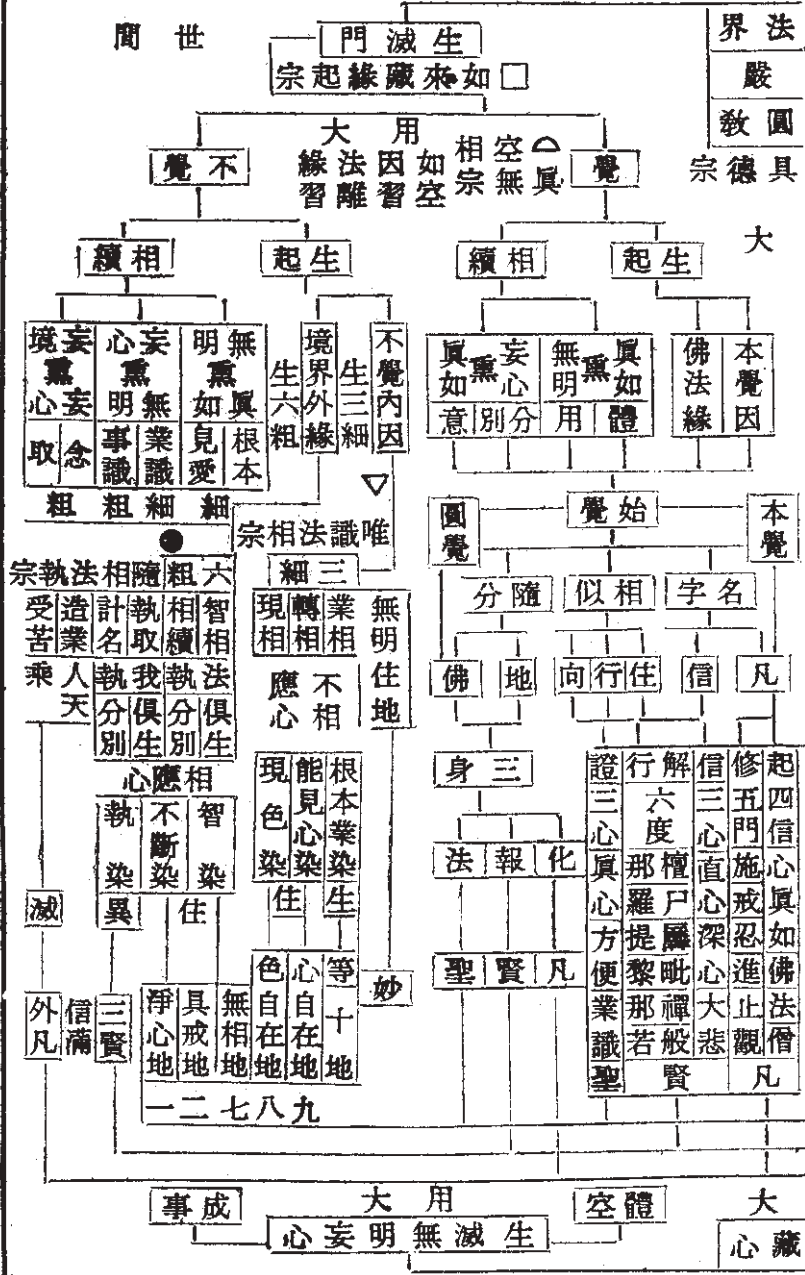 法界
嚴
圓教
具德宗
大
世間
生滅門
□如來藏緣起宗
用大
覺
不覺
真空
無相宗
如空
因習
法離
緣習
生起
相續
生起
相續
本覺因
佛法緣
真如熏無明
體
用
妄心熏真如
分別
意
不覺內因
生三細
境界外緣
生六粗
無明熏真如
根本
見愛
妄心熏無明
業識
事識
妄境熏妄心
念
取
細
細
粗
粗
本覺
始覺
圓覺
名字
相似
隨分
凡
信
住
行
向
地
佛
三身
化
報
法
凡
賢
聖
起四信心真如佛法僧
修五門施戒忍進止觀
凡
信三心直心深心大悲
解行
六度
檀那
尸羅
羼提
毗黎
禪那
般若
賢
證三心真心方便業識
聖
唯識法相宗
無明住地
三細
業相
轉相
現相
不相應心
根本業染
能見心染
現色染
生
住
等十地
心自在地
色自在地
無相地
具戒地
淨心地
九八七二一
妙
六粗
隨相法執宗
智相
相續
執取
計名
造業
受苦
法執
俱生
分別
我執
俱生
分別
人天乘
相應心
智染
不斷染
執染
住
異
滅
三賢
信滿
外凡
大
藏心
體空
用大
成事
生滅無明妄心